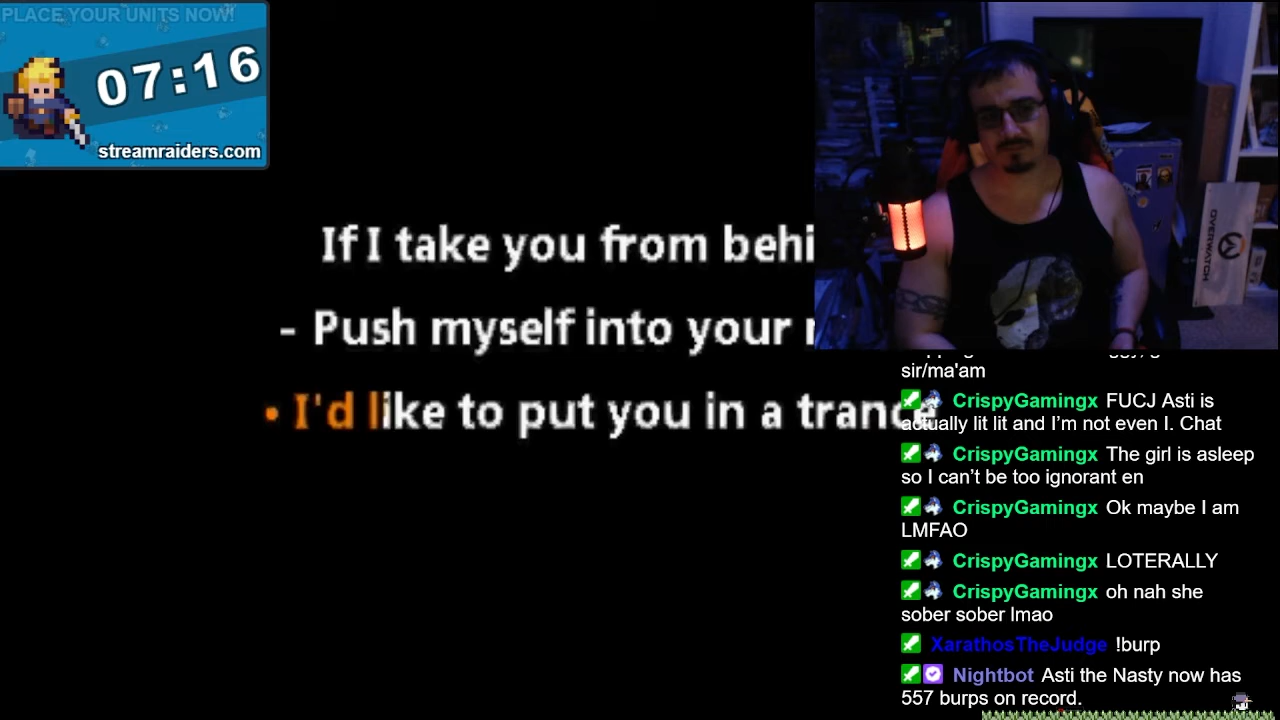 PLACE YOUR UNITS NOW!
07:16
streamraiders.com
If I take you from behi
- Push myself into your
• I'd like to put you in a trance
OVERWATCH
sir/ma'am
CrispyGamingx FUCJ Asti is
actually lit lit and I’m not even I. Chat
CrispyGamingx The girl is asleep
so I can’t be too ignorant en
CrispyGamingx Ok maybe I am
LMFAO
CrispyGamingx LOTERALLY
CrispyGamingx oh nah she
sober sober lmao
XarathosTheJudge !burp
Nightbot Asti the Nasty now has
557 burps on record.